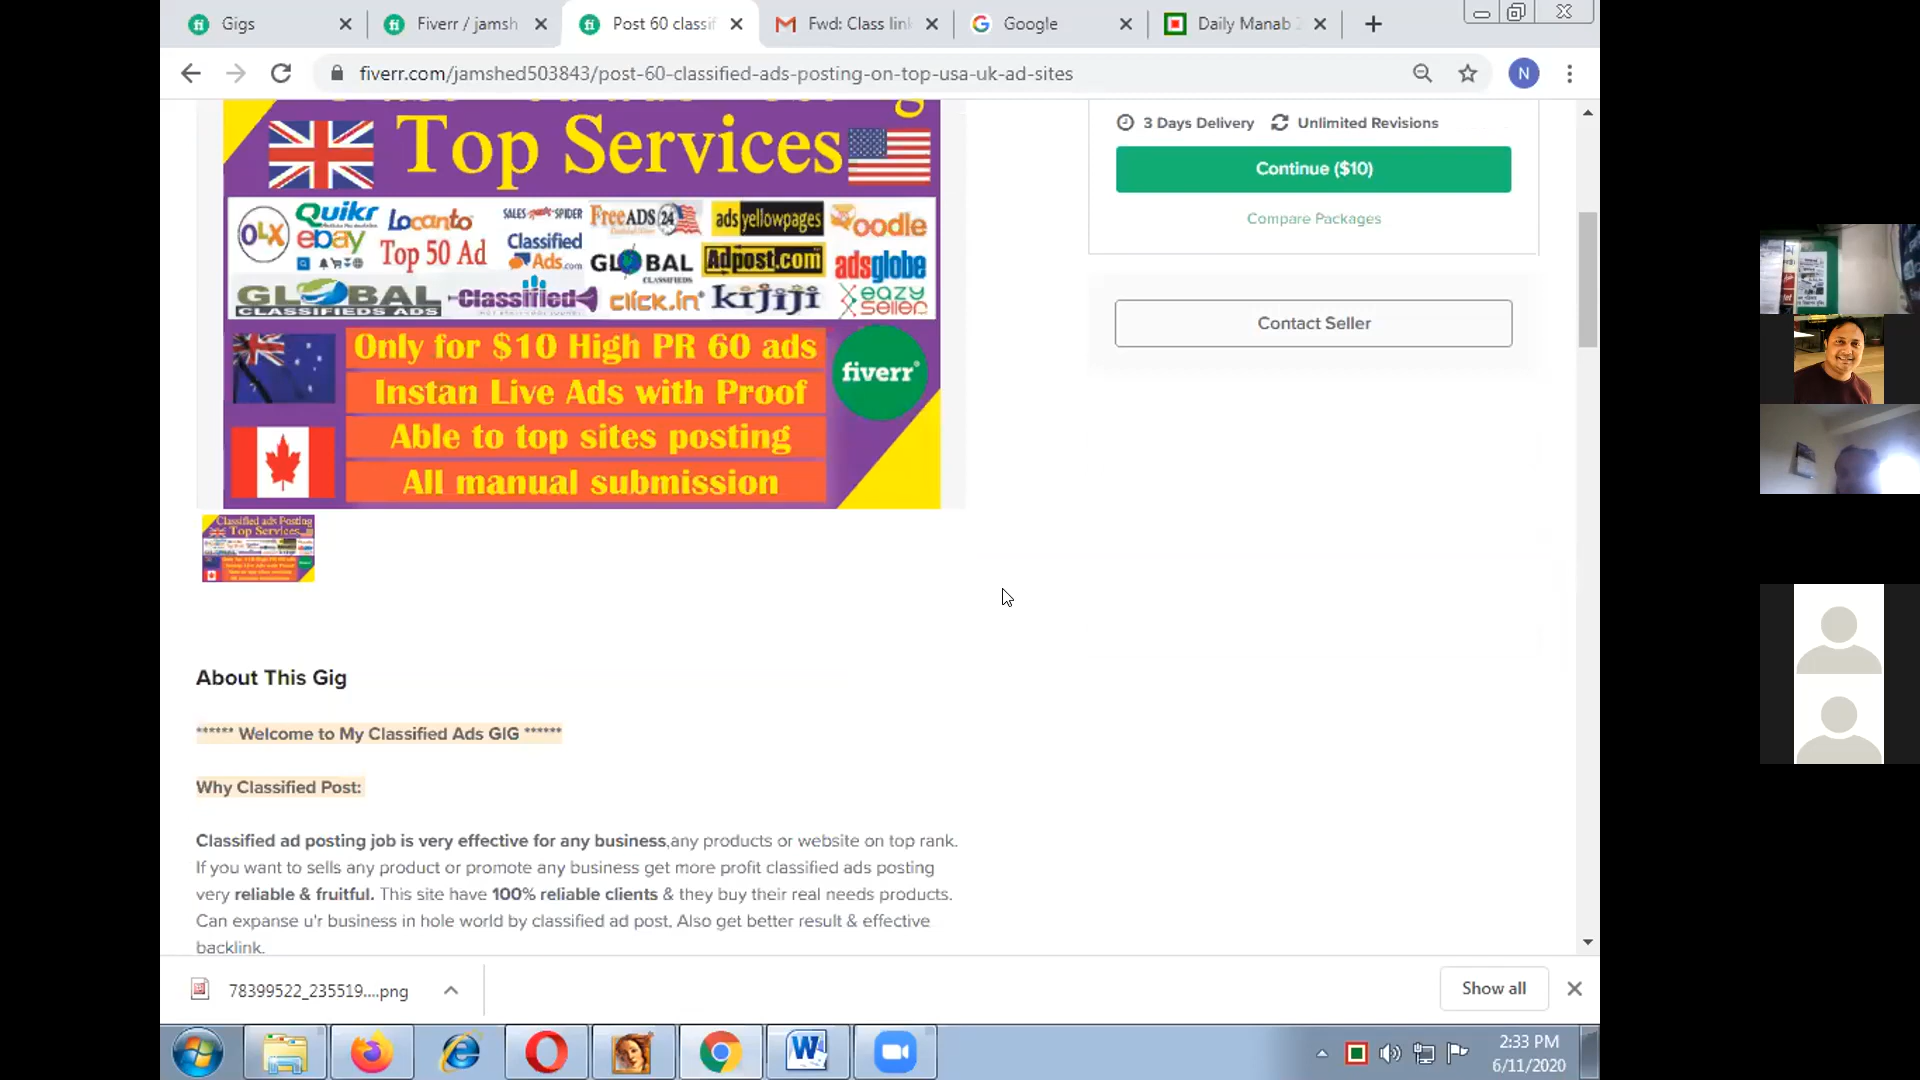 Gigs
Fiverr / jamsh
Post 60 classif
Fwd: Class link
Google
Daily Manab
fiverr.com/jamshed503843/post-60-classified-ads-posting-on-top-usa-uk-ad-sites
N
Top Services
OLX
Quikr
ebay
Locanto
Top 50 Ad
SALES SPIDER
Classified
Ads.com
FreeADS 24
GLOBAL
CLASSIFIEDS
ads yellowpages
Adpost.com
oodle
adsglobe
GLOBAL
CLASSIFIEDS ADS
Classified
click.in
kijiji
eazy
seller
Only for $10 High PR 60 ads
Instan Live Ads with Proof
Able to top sites posting
All manual submission
fiverr
3 Days Delivery
Unlimited Revisions
Continue ($10)
Compare Packages
Contact Seller
Classified ads Posting
Top Services
About This Gig
****** Welcome to My Classified Ads GIG ******
Why Classified Post:
Classified ad posting job is very effective for any business,any products or website on top rank.
If you want to sells any product or promote any business get more profit classified ads posting
very reliable & fruitful. This site have 100% reliable clients & they buy their real needs products.
Can expanse u'r business in hole world by classified ad post. Also get better result & effective
backlink.
78399522_235519....png
Show all
2:33 PM
6/11/2020